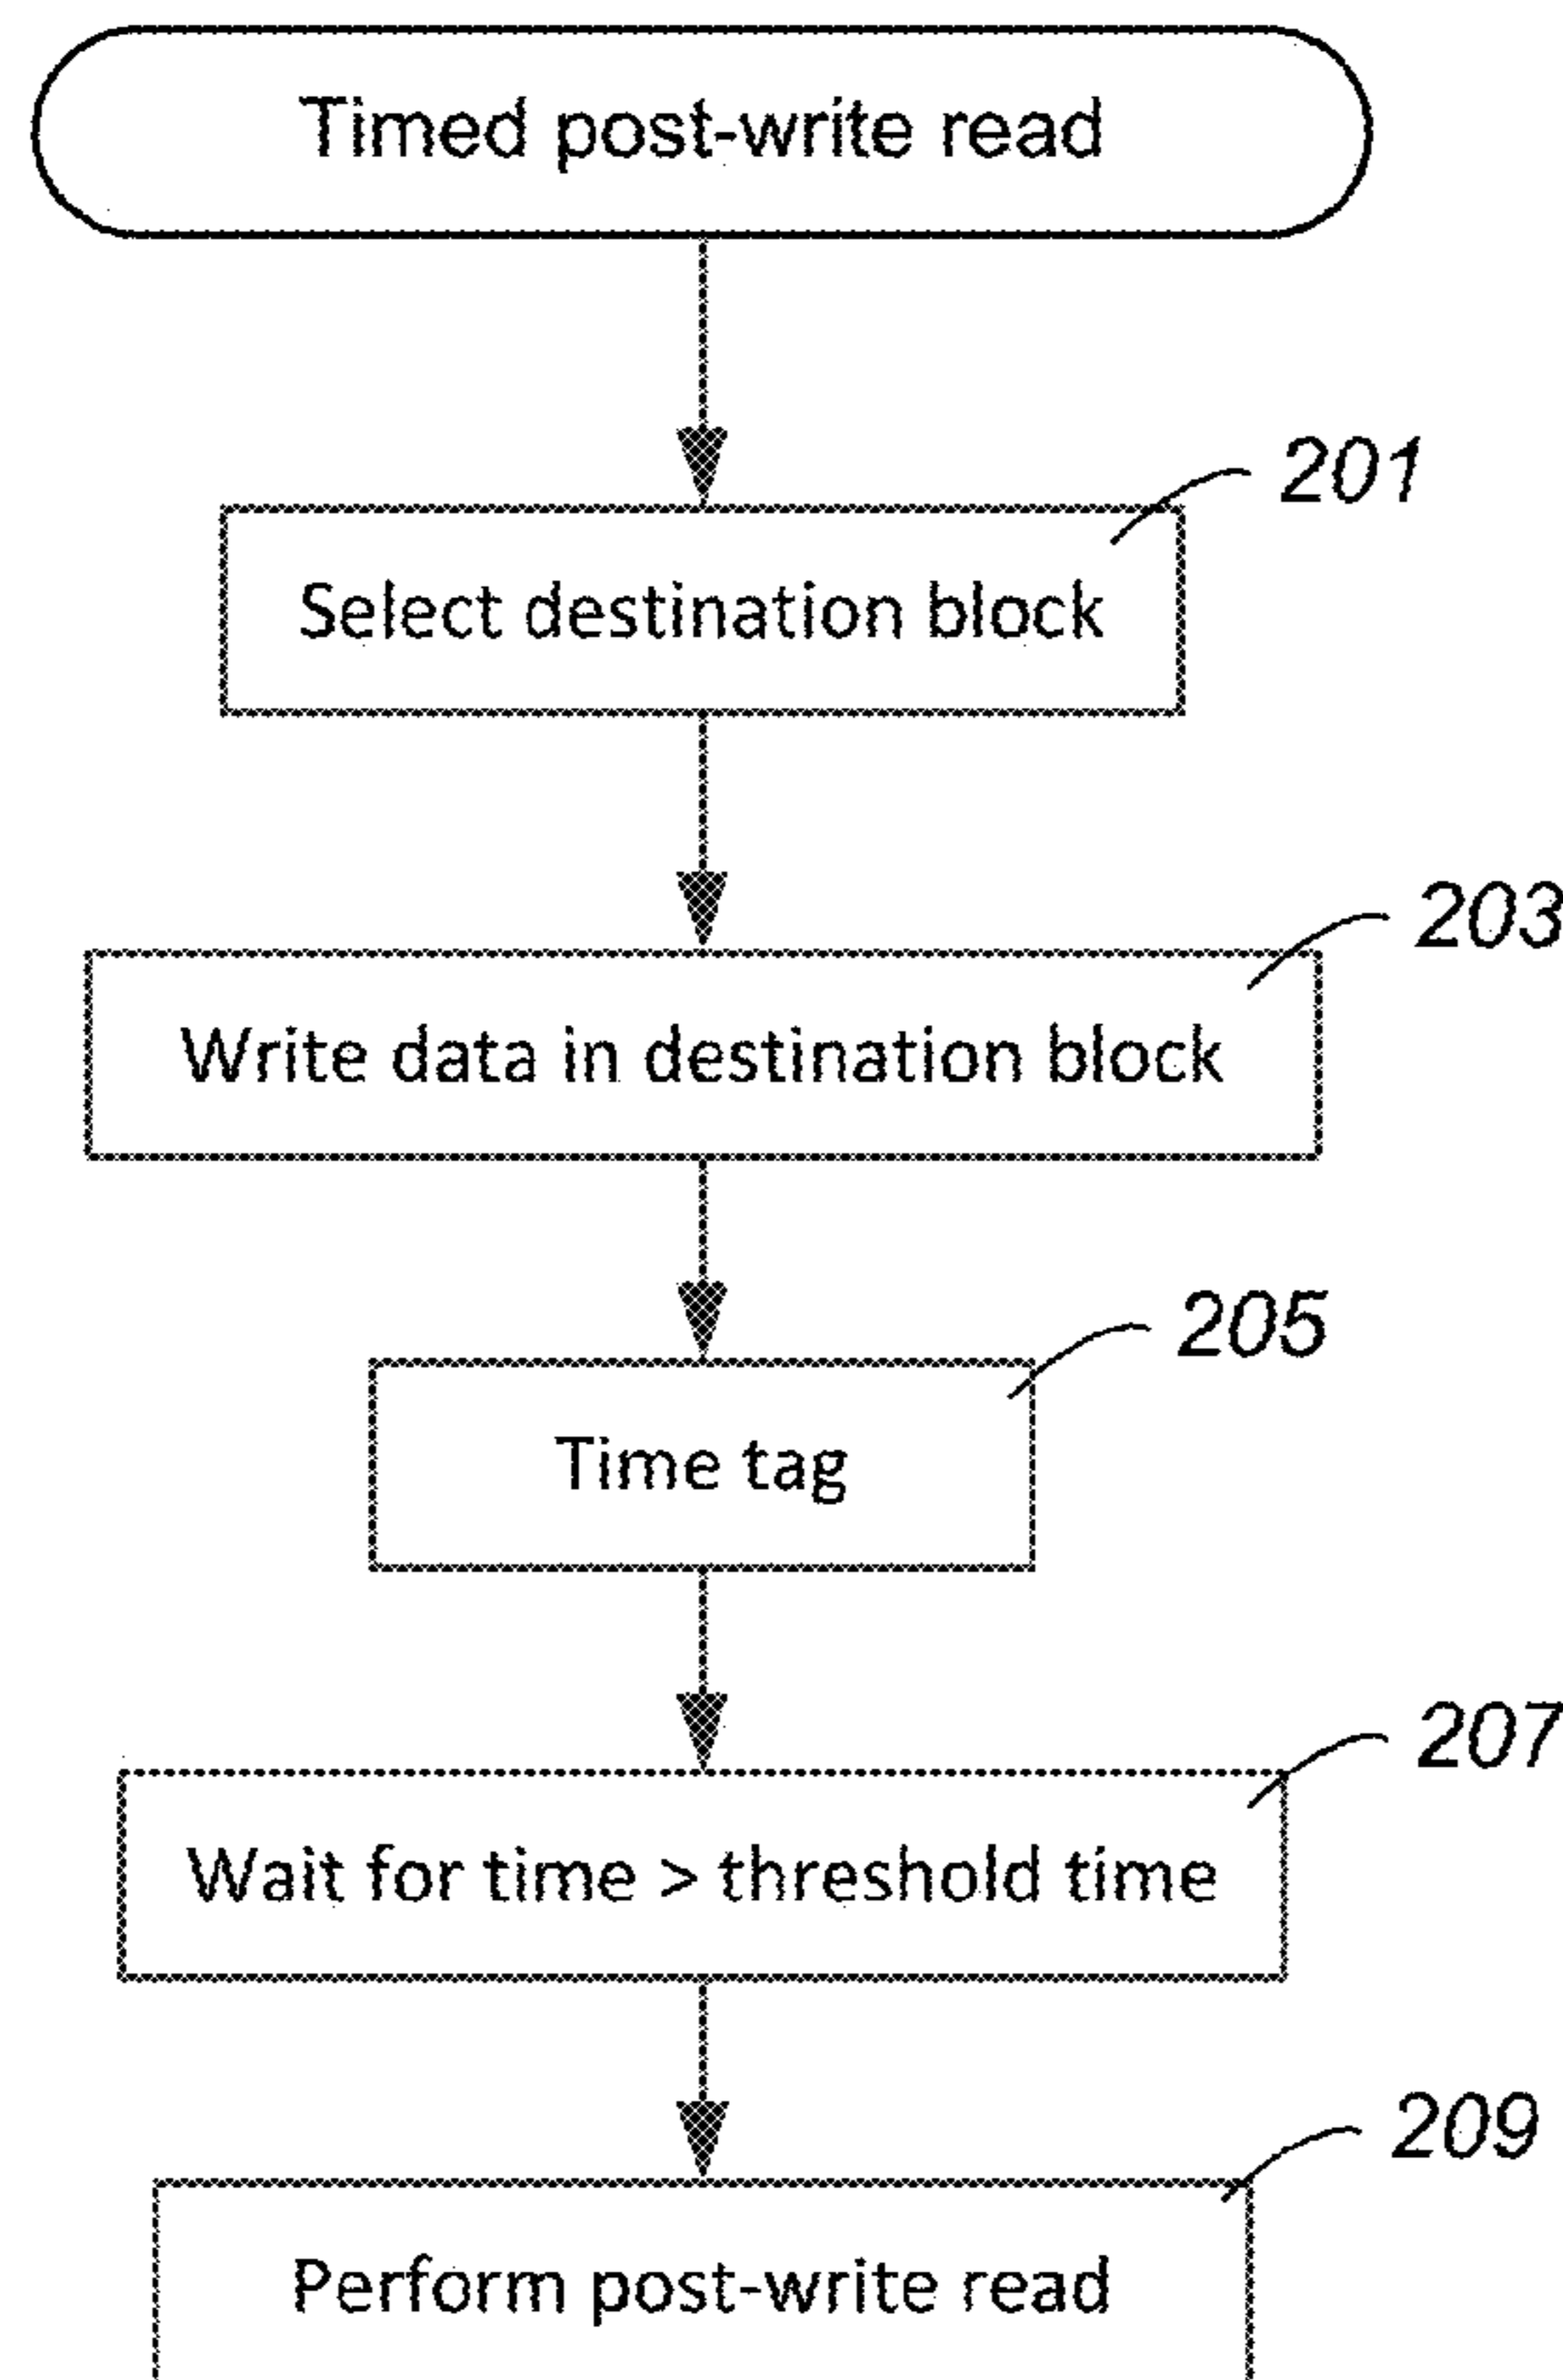 Timed post-write read
201
Select destination block
203
Write data in destination block
205
Time tag
207
Wait for time > threshold time
209
Perform post-write read